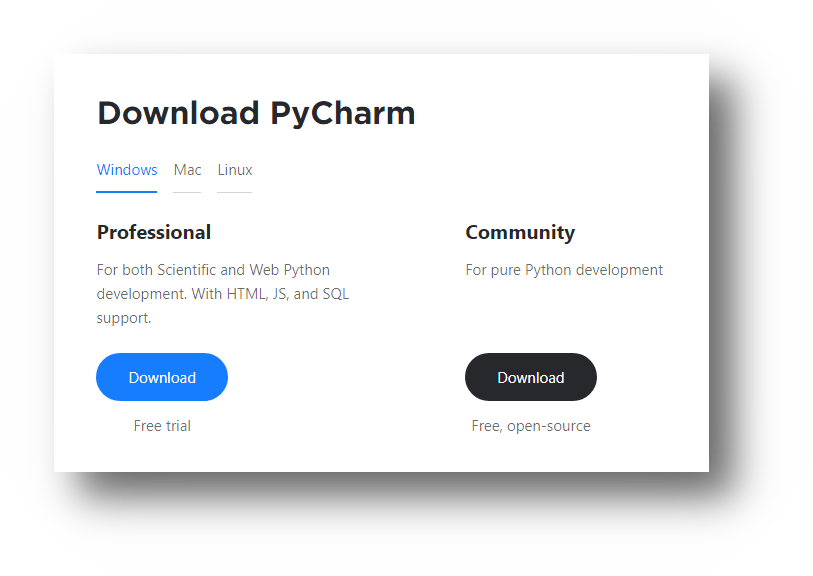 Download PyCharm
Windows Mac Linux
Professional
For both Scientific and Web Python
development. With HTML, JS, and SQL
support.
Download
Free trial
Community
For pure Python development
Download
Free, open-source